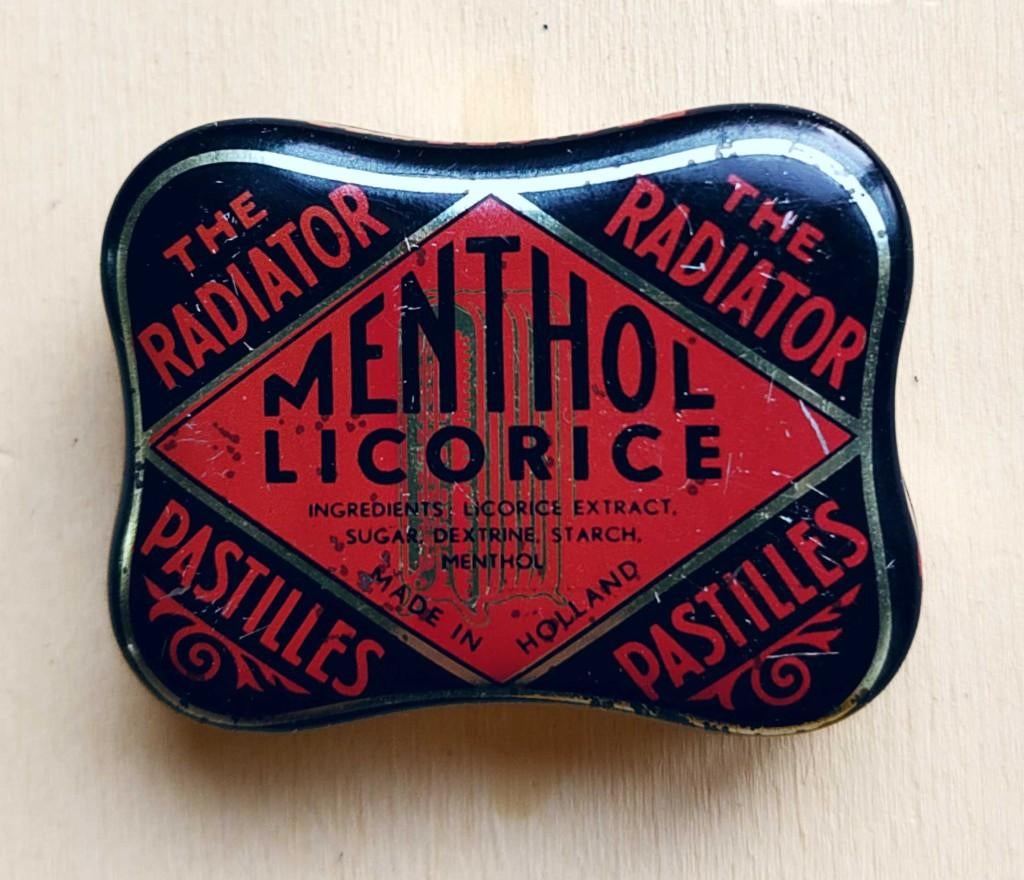 THE
RADIATOR
THE
RADIATOR
MENTHOL
LICORICE
INGREDIENTS: LICORICE EXTRACT,
SUGAR, DEXTRINE, STARCH,
MENTHOL
MADE IN HOLLAND
PASTILLES
PASTILLES